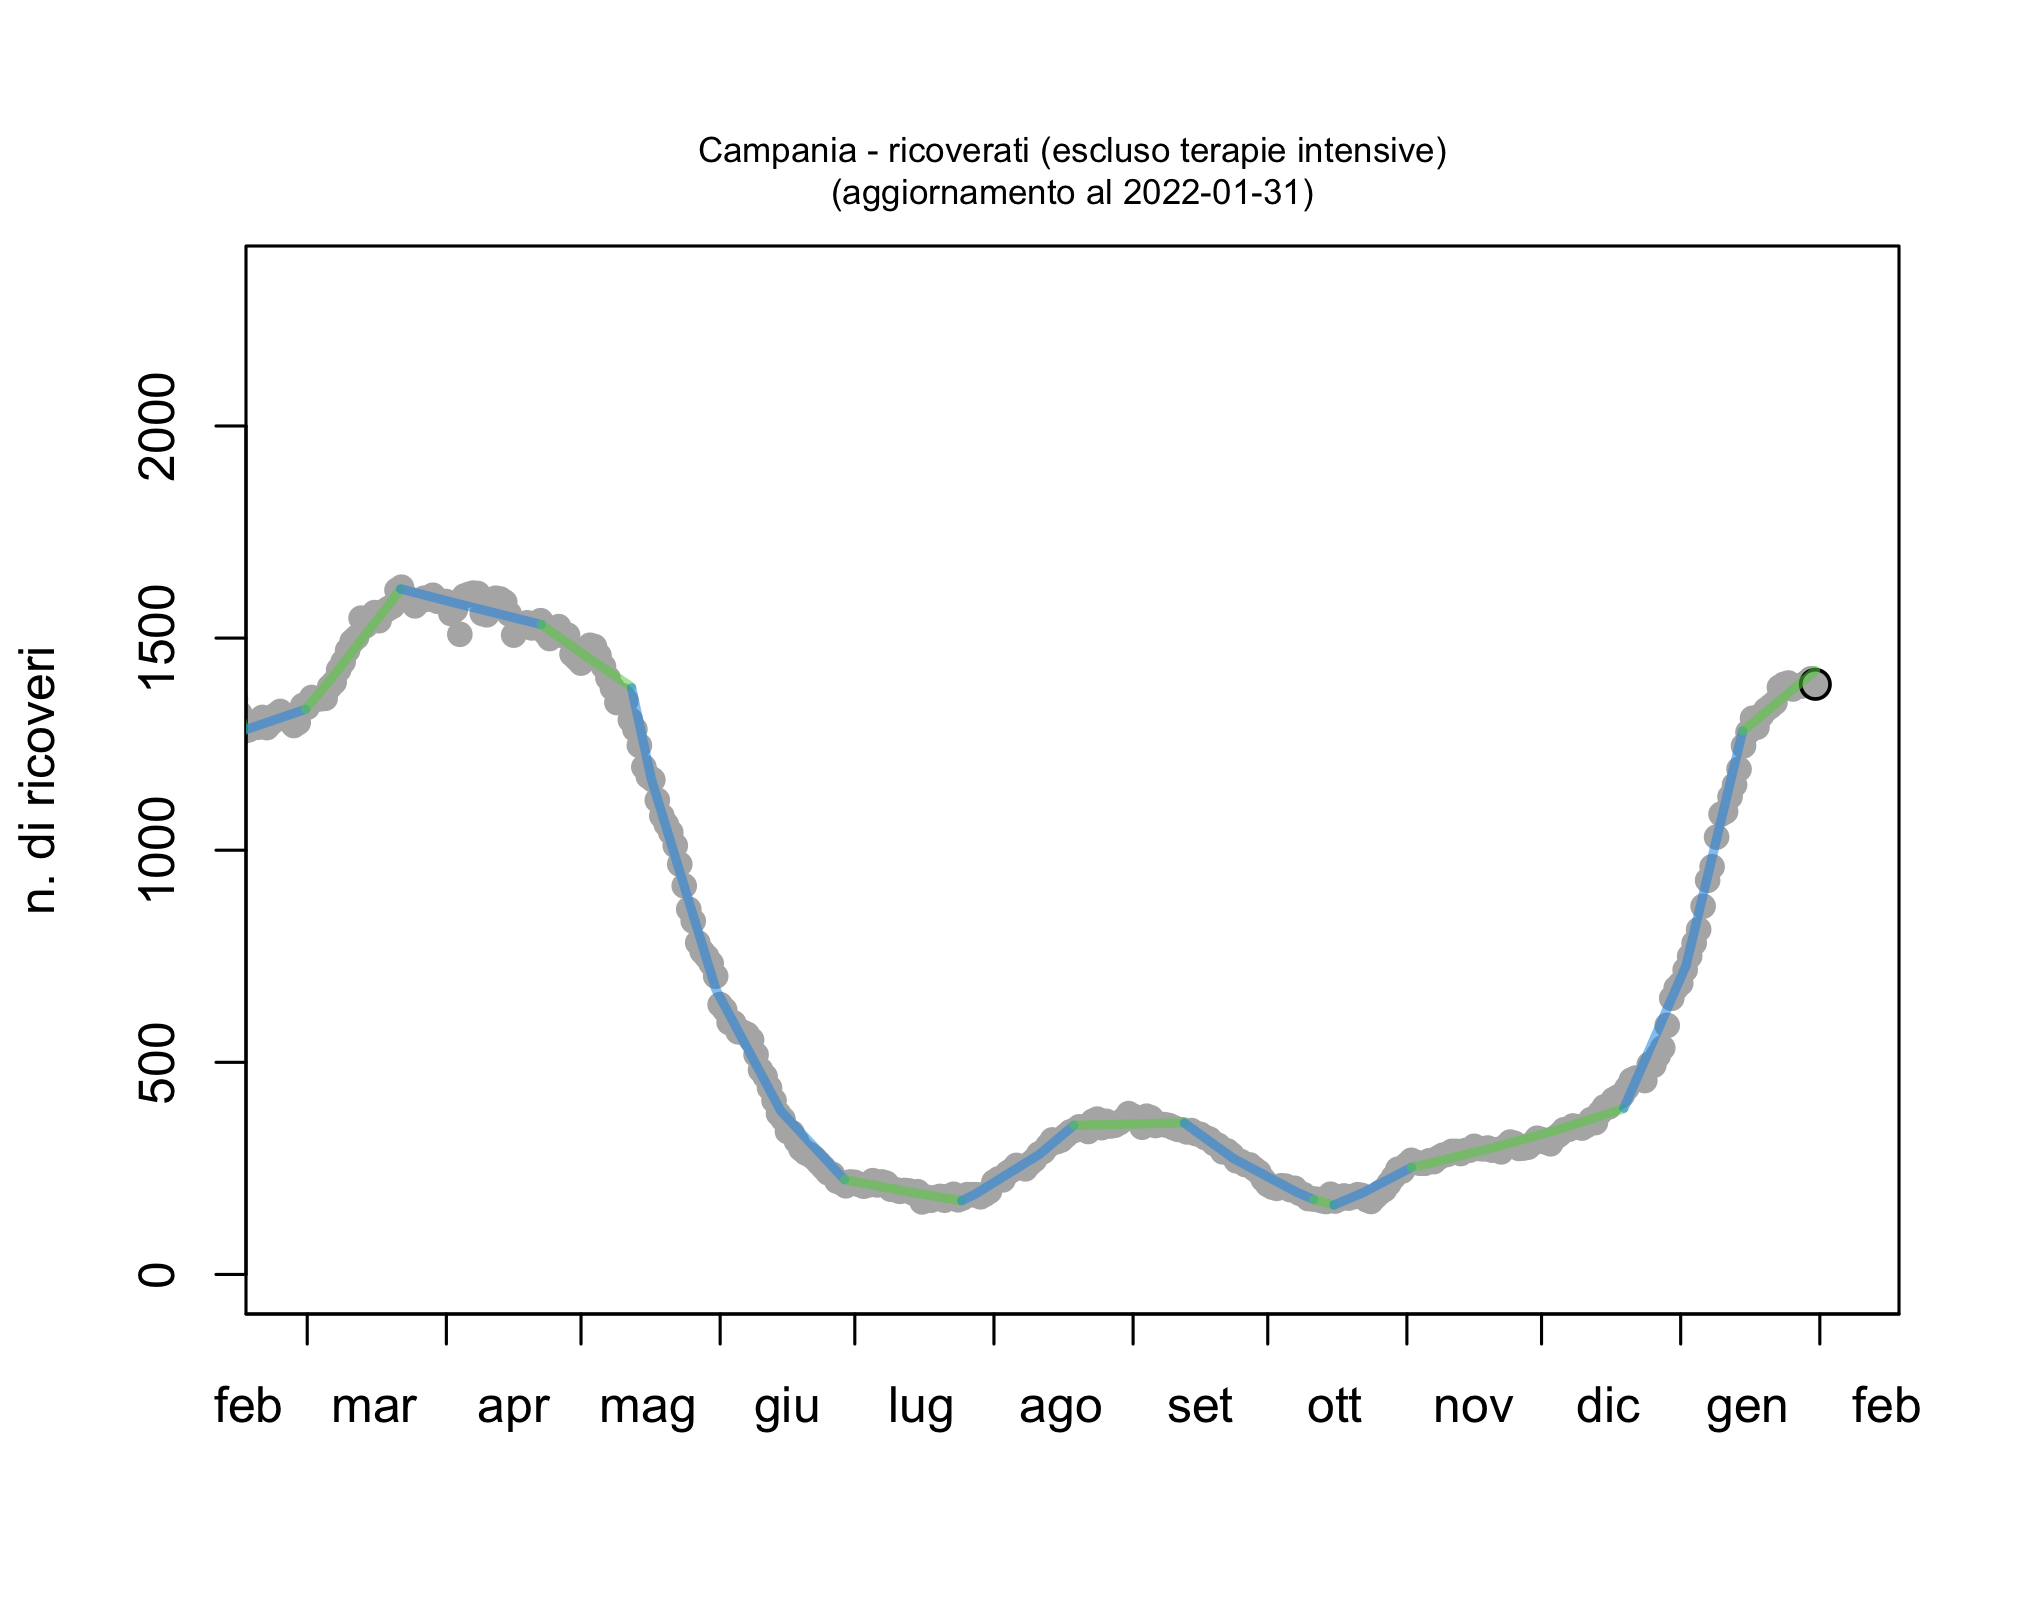 Campania - ricoverati (escluso terapie intensive)
(aggiornamento al 2022-01-31)
n. di ricoveri
2000
1500
1000
500
0
feb mar apr mag giu lug ago set ott nov dic gen feb